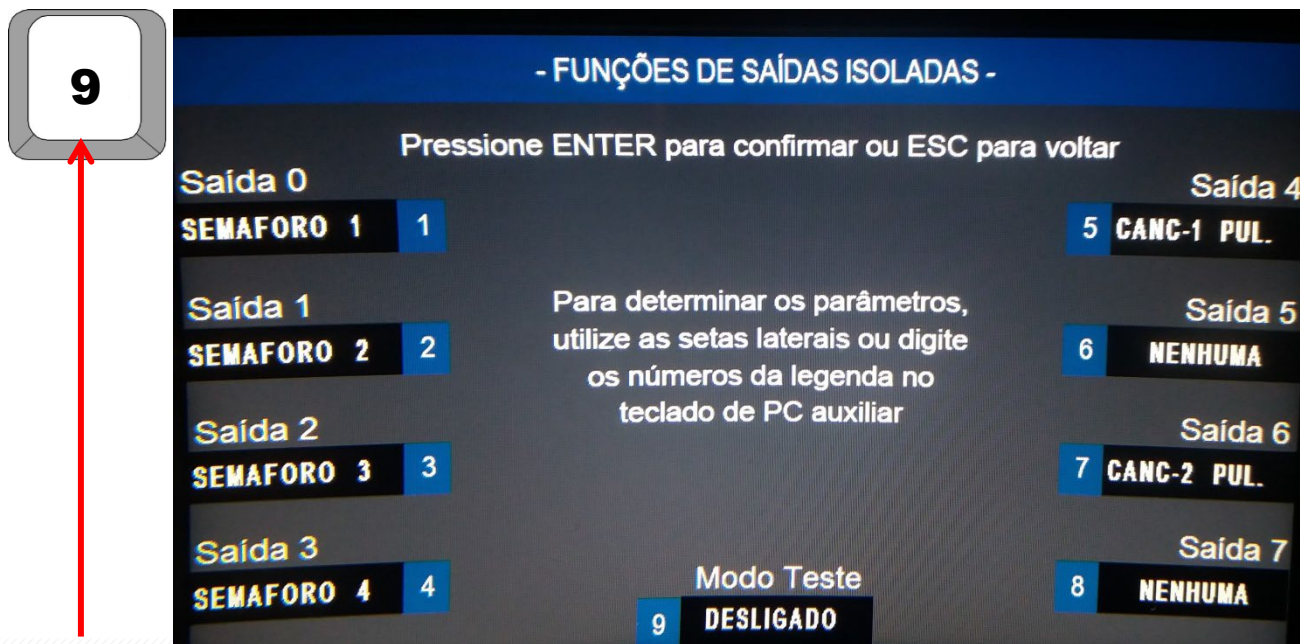 9
- FUNÇÕES DE SAÍDAS ISOLADAS -
Pressione ENTER para confirmar ou ESC para voltar
Saída 0
SEMAFORO 1 1
Saída 1
SEMAFORO 2 2
Saída 2
SEMAFORO 3 3
Saída 3
SEMAFORO 4 4
Para determinar os parâmetros,
utilize as setas laterais ou digite
os números da legenda no
teclado de PC auxiliar
Modo Teste
9 DESLIGADO
Saída 4
5 CANC-1 PUL.
Saída 5
6 NENHUMA
Saída 6
7 CANC-2 PUL.
Saída 7
8 NENHUMA